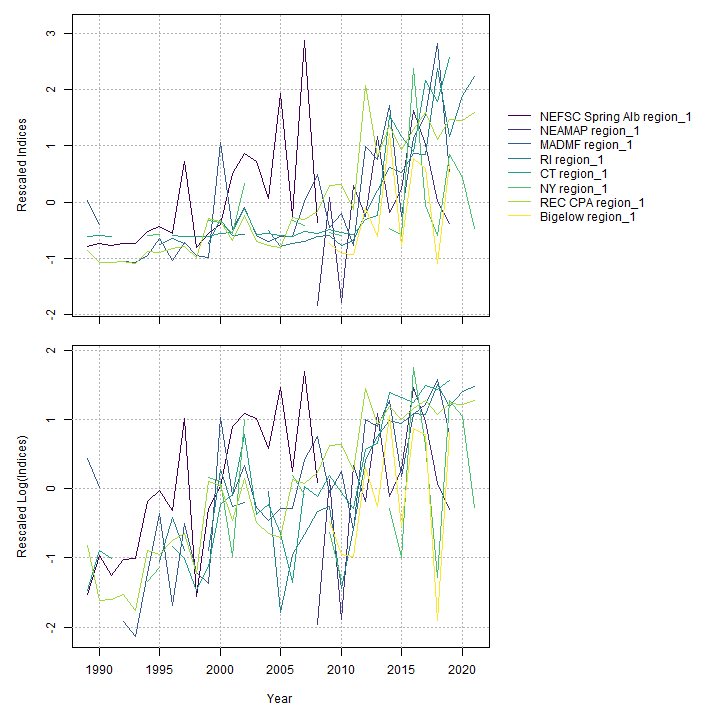 3
2
1
0
-1
-2
Rescaled Indices
NEFSC Spring Alb region_1
NEAMAP region_1
MADMF region_1
RI region_1
CT region_1
NY region_1
REC CPA region_1
Bigelow region_1
2
1
0
-1
-2
Rescaled Log(Indices)
1990 1995 2000 2005 2010 2015 2020
Year